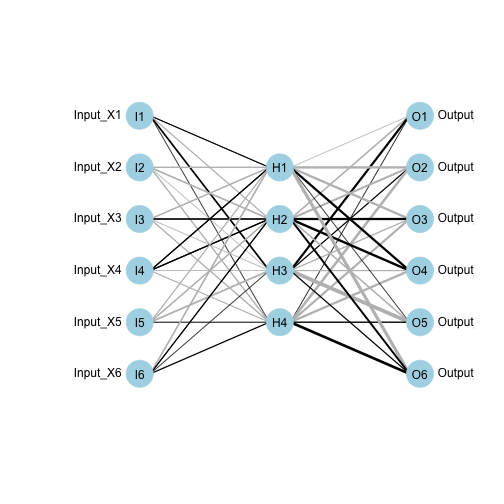 Input_X1 I1 O1 Output
Input_X2 I2 H1 O2 Output
Input_X3 I3 H2 O3 Output
Input_X4 I4 H3 O4 Output
Input_X5 I5 H4 O5 Output
Input_X6 I6 O6 Output